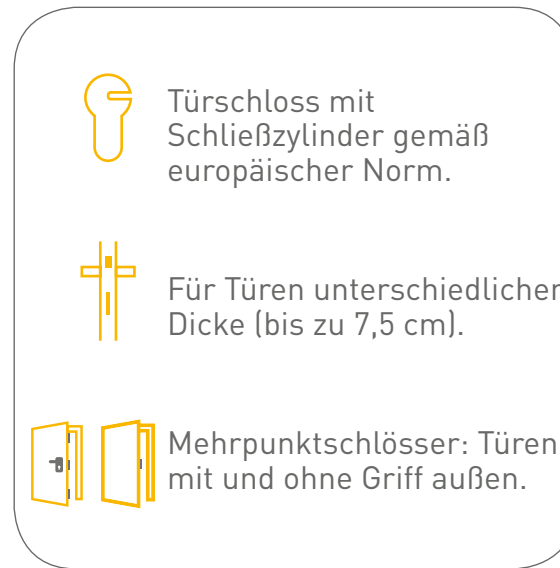 Türschloss mit
Schließzylinder gemäß
europäischer Norm.
Für Türen unterschiedlicher
Dicke (bis zu 7,5 cm).
Mehrpunktschlösser: Türen
mit und ohne Griff außen.